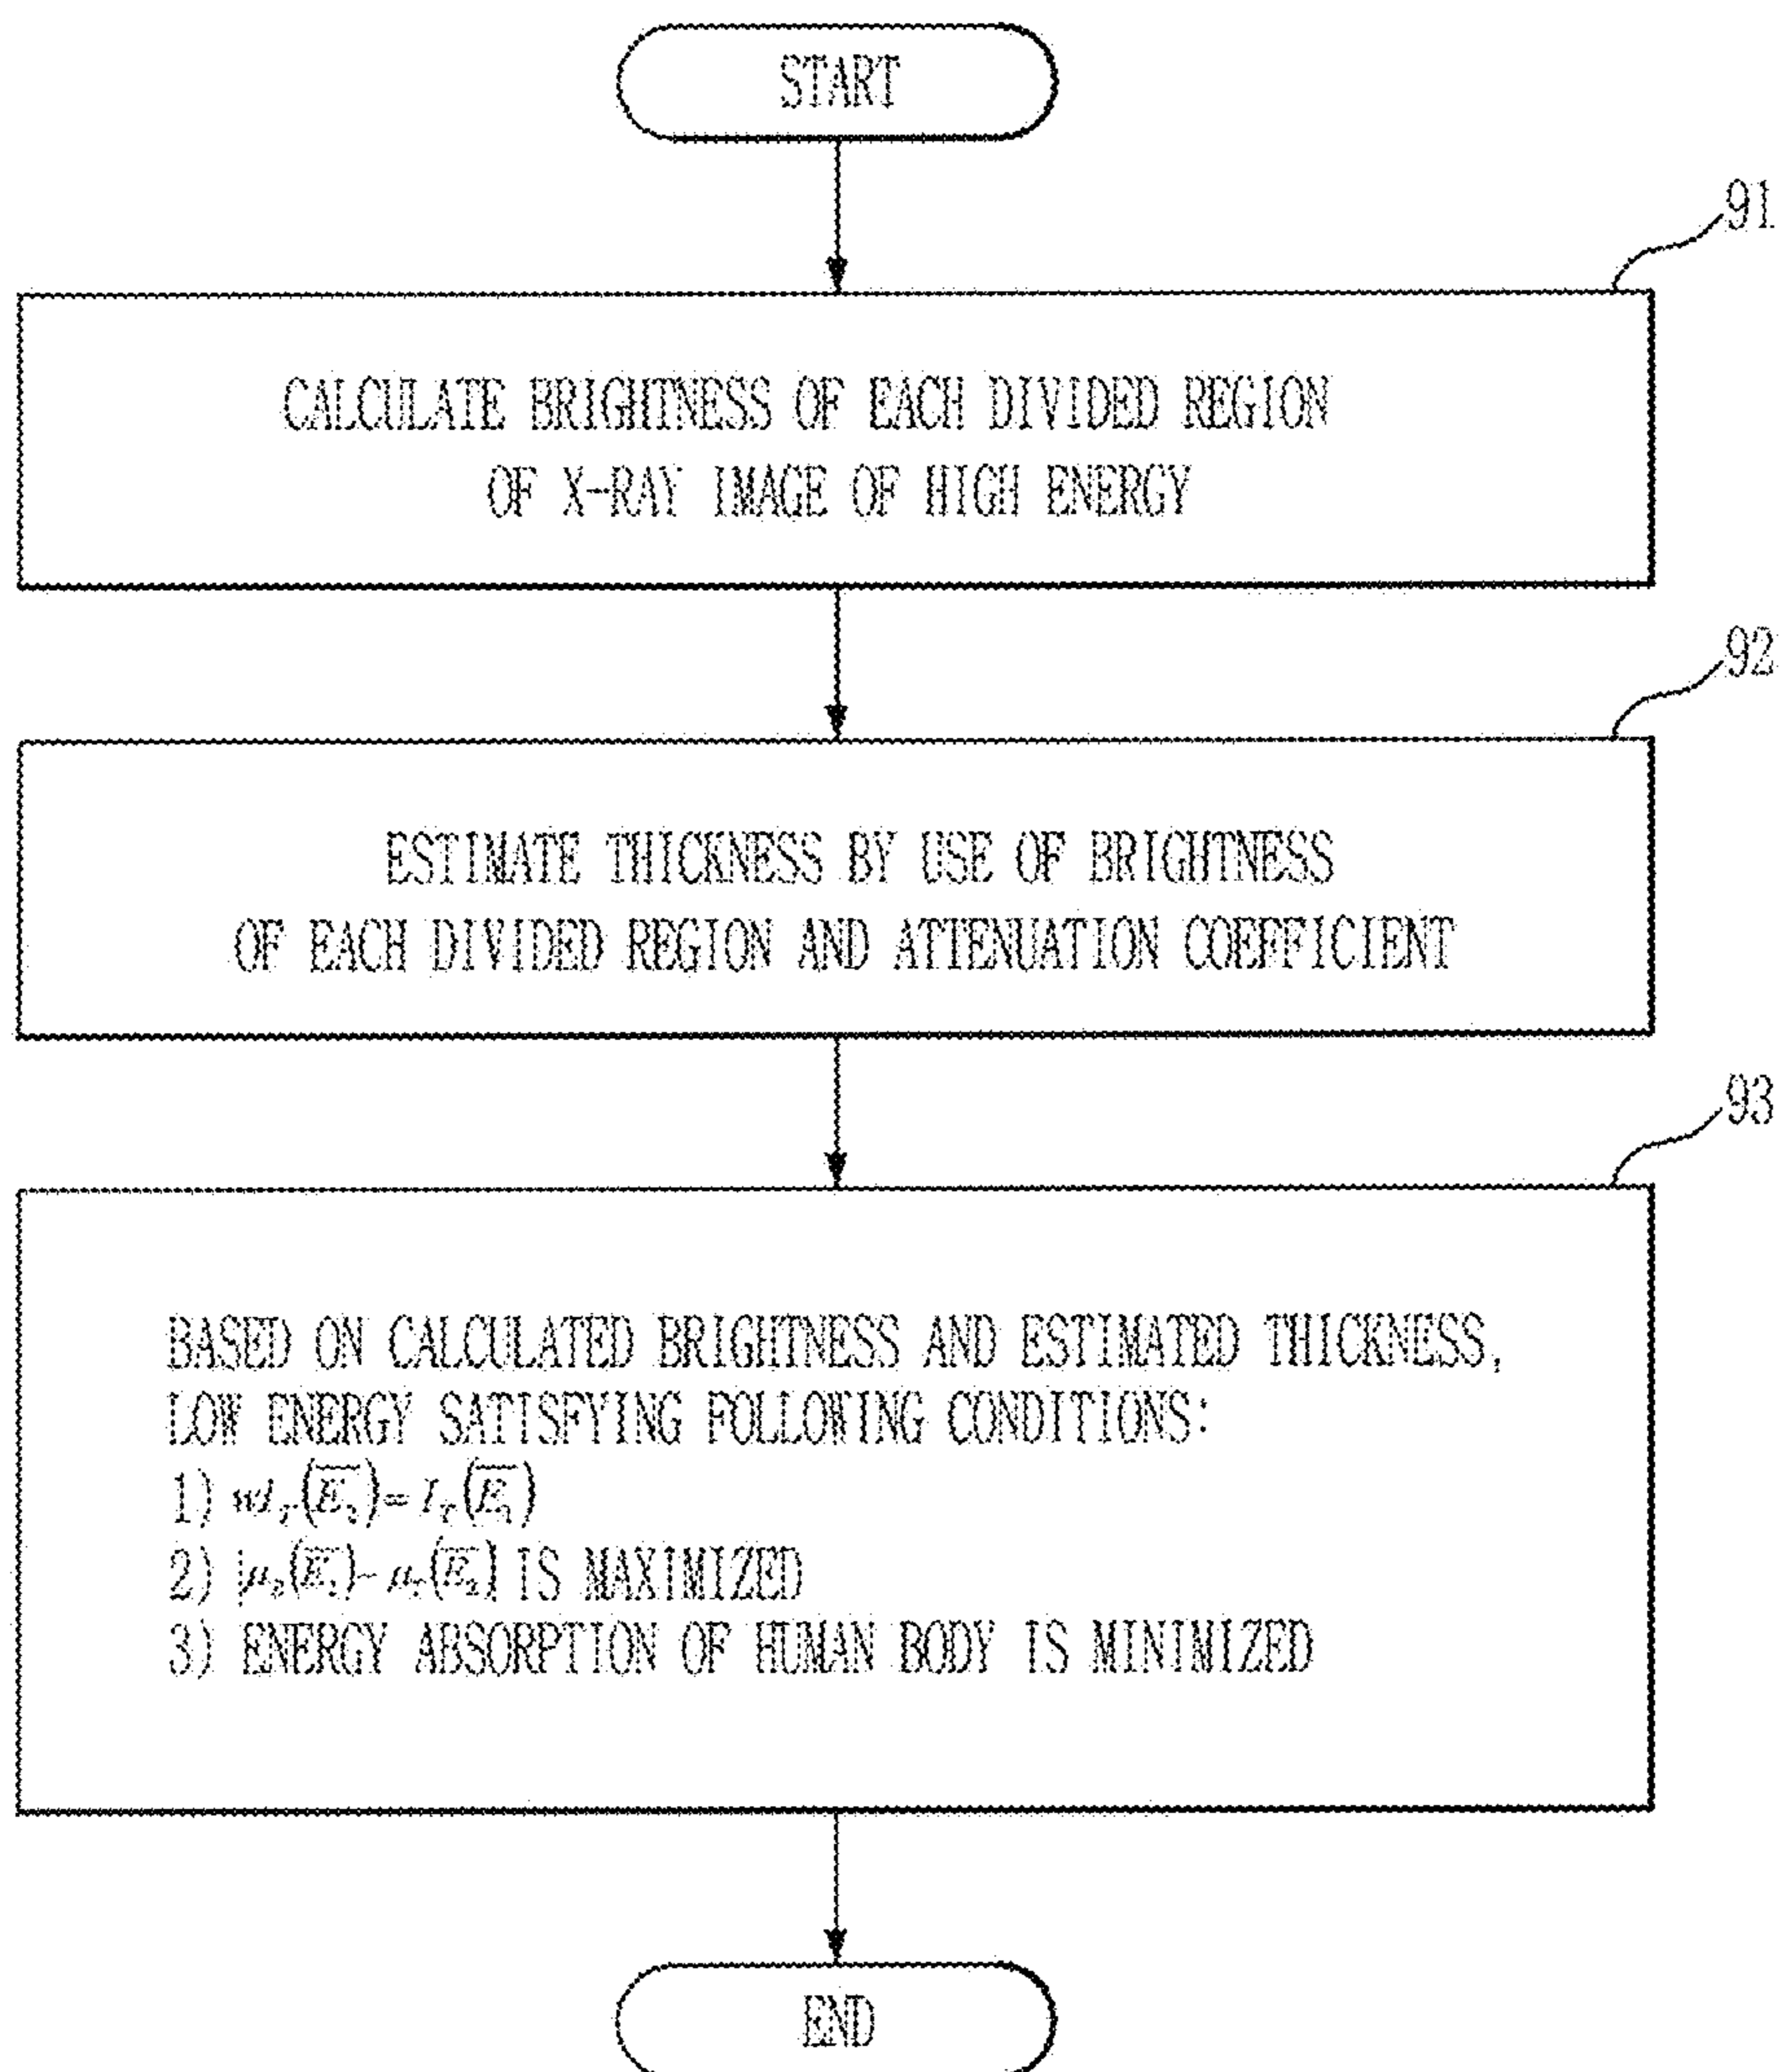 START
91
CALCULATE BRIGHTNESS OF EACH DIVIDED REGION
OF X-RAY IMAGE OF HIGH ENERGY
92
ESTIMATE THICKNESS BY USE OF BRIGHTNESS
OF EACH DIVIDED REGION AND ATTENUATION COEFFICIENT
93
BASED ON CALCULATED BRIGHTNESS AND ESTIMATED THICKNESS,
LOW ENERGY SATISFYING FOLLOWING CONDITIONS:
1)
2) IS MAXIMIZED
3) ENERGY ABSORPTION OF HUMAN BODY IS MINIMIZED
END